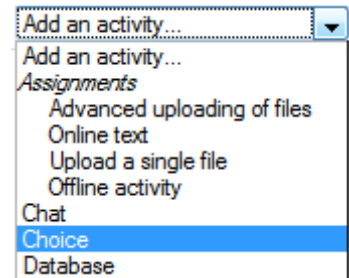 Add an activity...
Add an activity...
Assignments
Advanced uploading of files
Online text
Upload a single file
Offline activity
Chat
Choice
Database